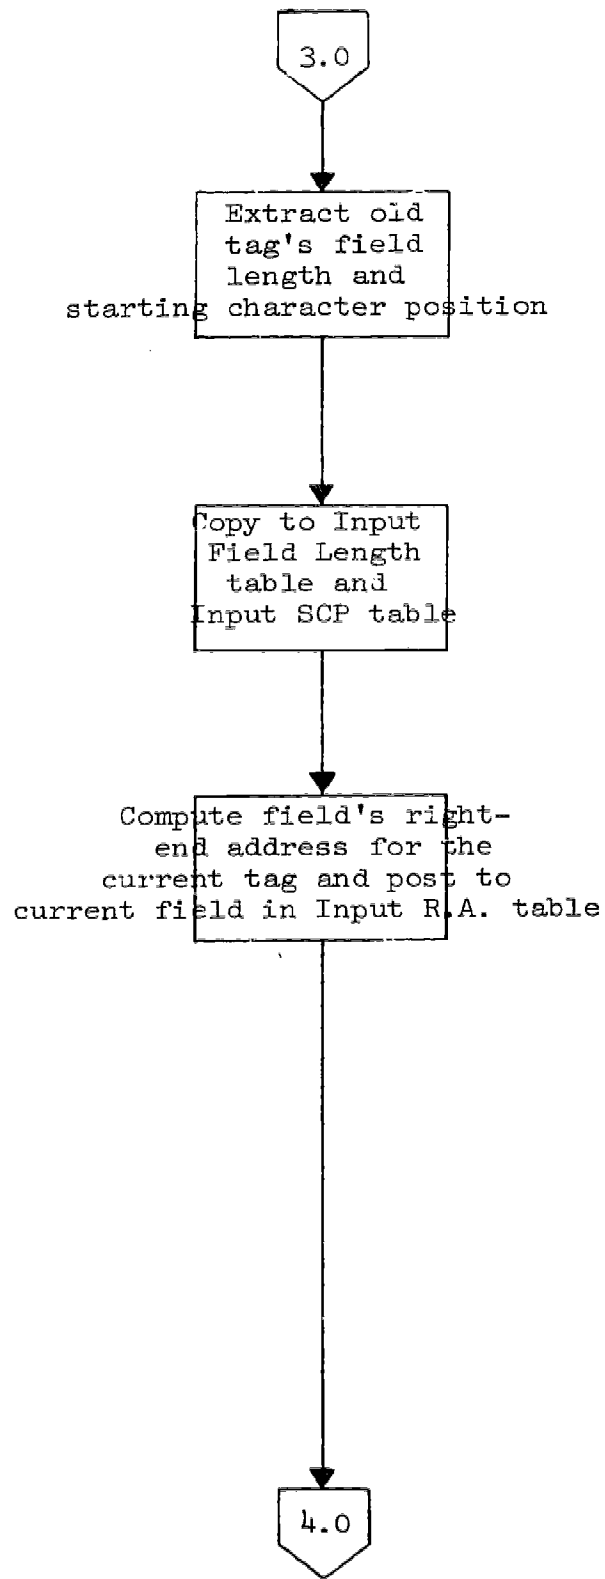 3.0
Extract old
tag's field
length and
starting character position
Copy to Input
Field Length
table and
Input SCP table
Compute field's right-
end address for the
current tag and post to
current field in Input R.A. table
4.0